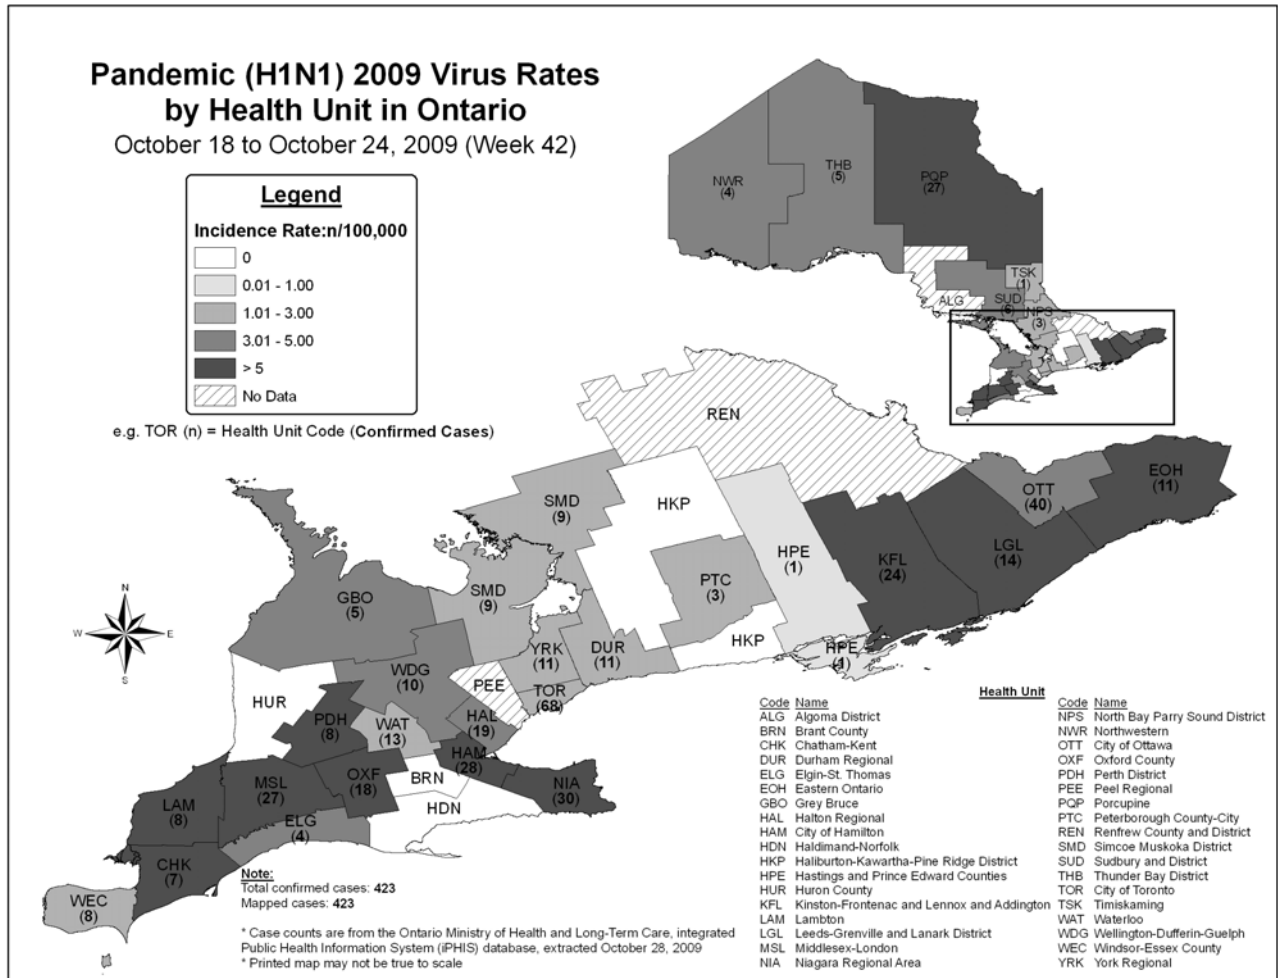 Pandemic (H1N1) 2009 Virus Rates
by Health Unit in Ontario
October 18 to October 24, 2009 (Week 42)
Legend
Incidence Rate:n/100,000
0
0.01 - 1.00
1.01 - 3.00
3.01 - 5.00
> 5
No Data
e.g. TOR (n) = Health Unit Code (Confirmed Cases)
NWR
(4)
THB
(5)
PQP
(27)
TSK
(1)
ALG
SUD
(6)
NPS
(3)
REN
SMD
(9)
HKP
OTT
(40)
EOH
(11)
HPE
(1)
KFL
(24)
LGL
(14)
GBO
(5)
SMD
(9)
PTC
(3)
HKP
YRK
(11)
DUR
(11)
HPE
(1)
WDG
(10)
PEE
TOR
(68)
HUR
PDH
(8)
WAT
(13)
HAL
(19)
HAM
(28)
BRN
NIA
(30)
MSL
(27)
OXF
(18)
HDN
LAM
(8)
ELG
(4)
CHK
(7)
WEC
(8)
N
W
E
S
Note:
Total confirmed cases: 423
Mapped cases: 423
* Case counts are from the Ontario Ministry of Health and Long-Term Care, integrated
Public Health Information System (iPHIS) database, extracted October 28, 2009
* Printed map may not be true to scale
Health Unit
Code Name
ALG Algoma District
BRN Brant County
CHK Chatham-Kent
DUR Durham Regional
ELG Elgin-St. Thomas
EOH Eastern Ontario
GBO Grey Bruce
HAL Halton Regional
HAM City of Hamilton
HDN Haldimand-Norfolk
HKP Haliburton-Kawartha-Pine Ridge District
HPE Hastings and Prince Edward Counties
HUR Huron County
KFL Kinston-Frontenac and Lennox and Addington
LAM Lambton
LGL Leeds-Grenville and Lanark District
MSL Middlesex-London
NIA Niagara Regional Area
Code Name
NPS North Bay Parry Sound District
NWR Northwestern
OTT City of Ottawa
OXF Oxford County
PDH Perth District
PEE Peel Regional
PQP Porcupine
PTC Peterborough County-City
REN Renfrew County and District
SMD Simcoe Muskoka District
SUD Sudbury and District
THB Thunder Bay District
TOR City of Toronto
TSK Timiskaming
WAT Waterloo
WDG Wellington-Dufferin-Guelph
WEC Windsor-Essex County
YRK York Regional